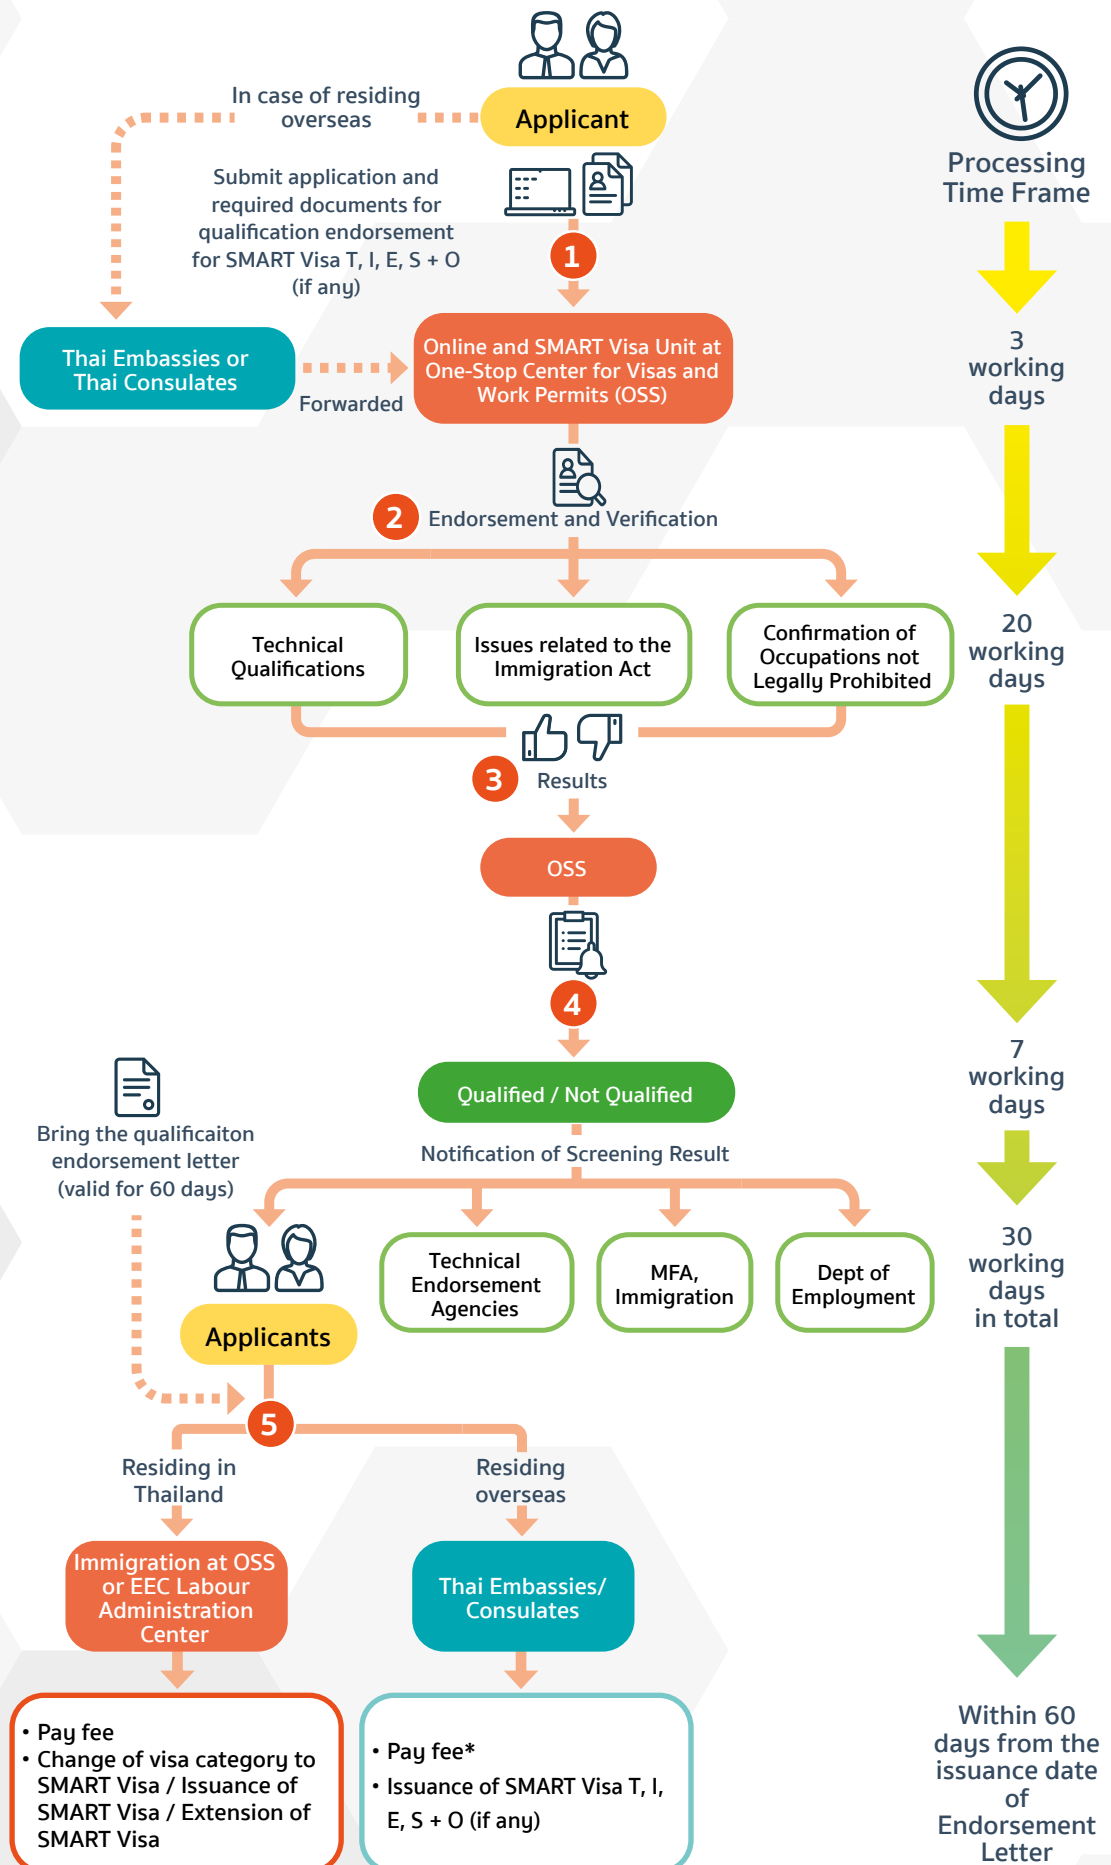 Applicant
In case of residing
overseas
Processing
Time Frame
Submit application and
required documents for
qualification endorsement
for SMART Visa T, I, E, S + O
(if any)
1
Thai Embassies or
Thai Consulates
Forwarded
Online and SMART Visa Unit at
One-Stop Center for Visas and
Work Permits (OSS)
3
working
days
2
Endorsement and Verification
Technical
Qualifications
Issues related to the
Immigration Act
Confirmation of
Occupations not
Legally Prohibited
20
working
days
3
Results
OSS
4
Qualified / Not Qualified
7
working
days
Notification of Screening Result
Bring the qualificaiton
endorsement letter
(valid for 60 days)
Applicants
Technical
Endorsement
Agencies
MFA,
Immigration
Dept of
Employment
30
working
days
in total
5
Residing in
Thailand
Residing
overseas
Immigration at OSS
or EEC Labour
Administration
Center
Thai Embassies/
Consulates
• Pay fee
• Change of visa category to
SMART Visa / Issuance of
SMART Visa / Extension of
SMART Visa
• Pay fee*
• Issuance of SMART Visa T, I,
E, S + O (if any)
Within 60
days from the
issuance date
of
Endorsement
Letter